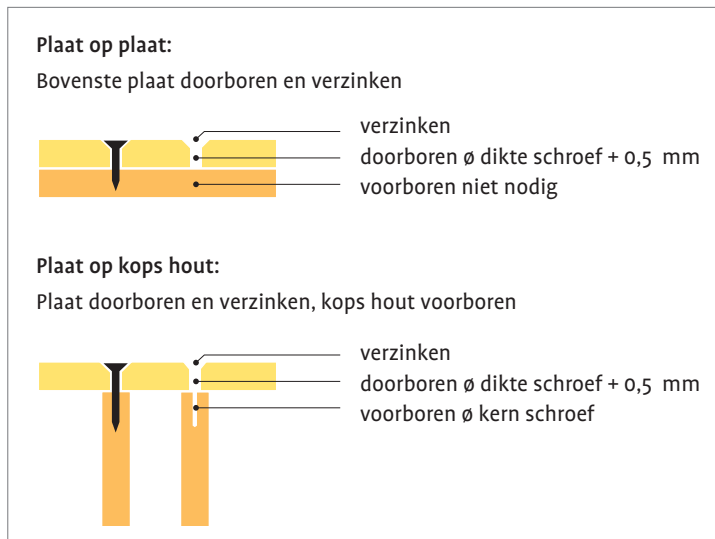 Plaat op plaat:
Bovenste plaat doorboren en verzinken
verzinken
doorboren ø dikte schroef + 0,5 mm
voorboren niet nodig
Plaat op kops hout:
Plaat doorboren en verzinken, kops hout voorboren
verzinken
doorboren ø dikte schroef + 0,5 mm
voorboren ø kern schroef